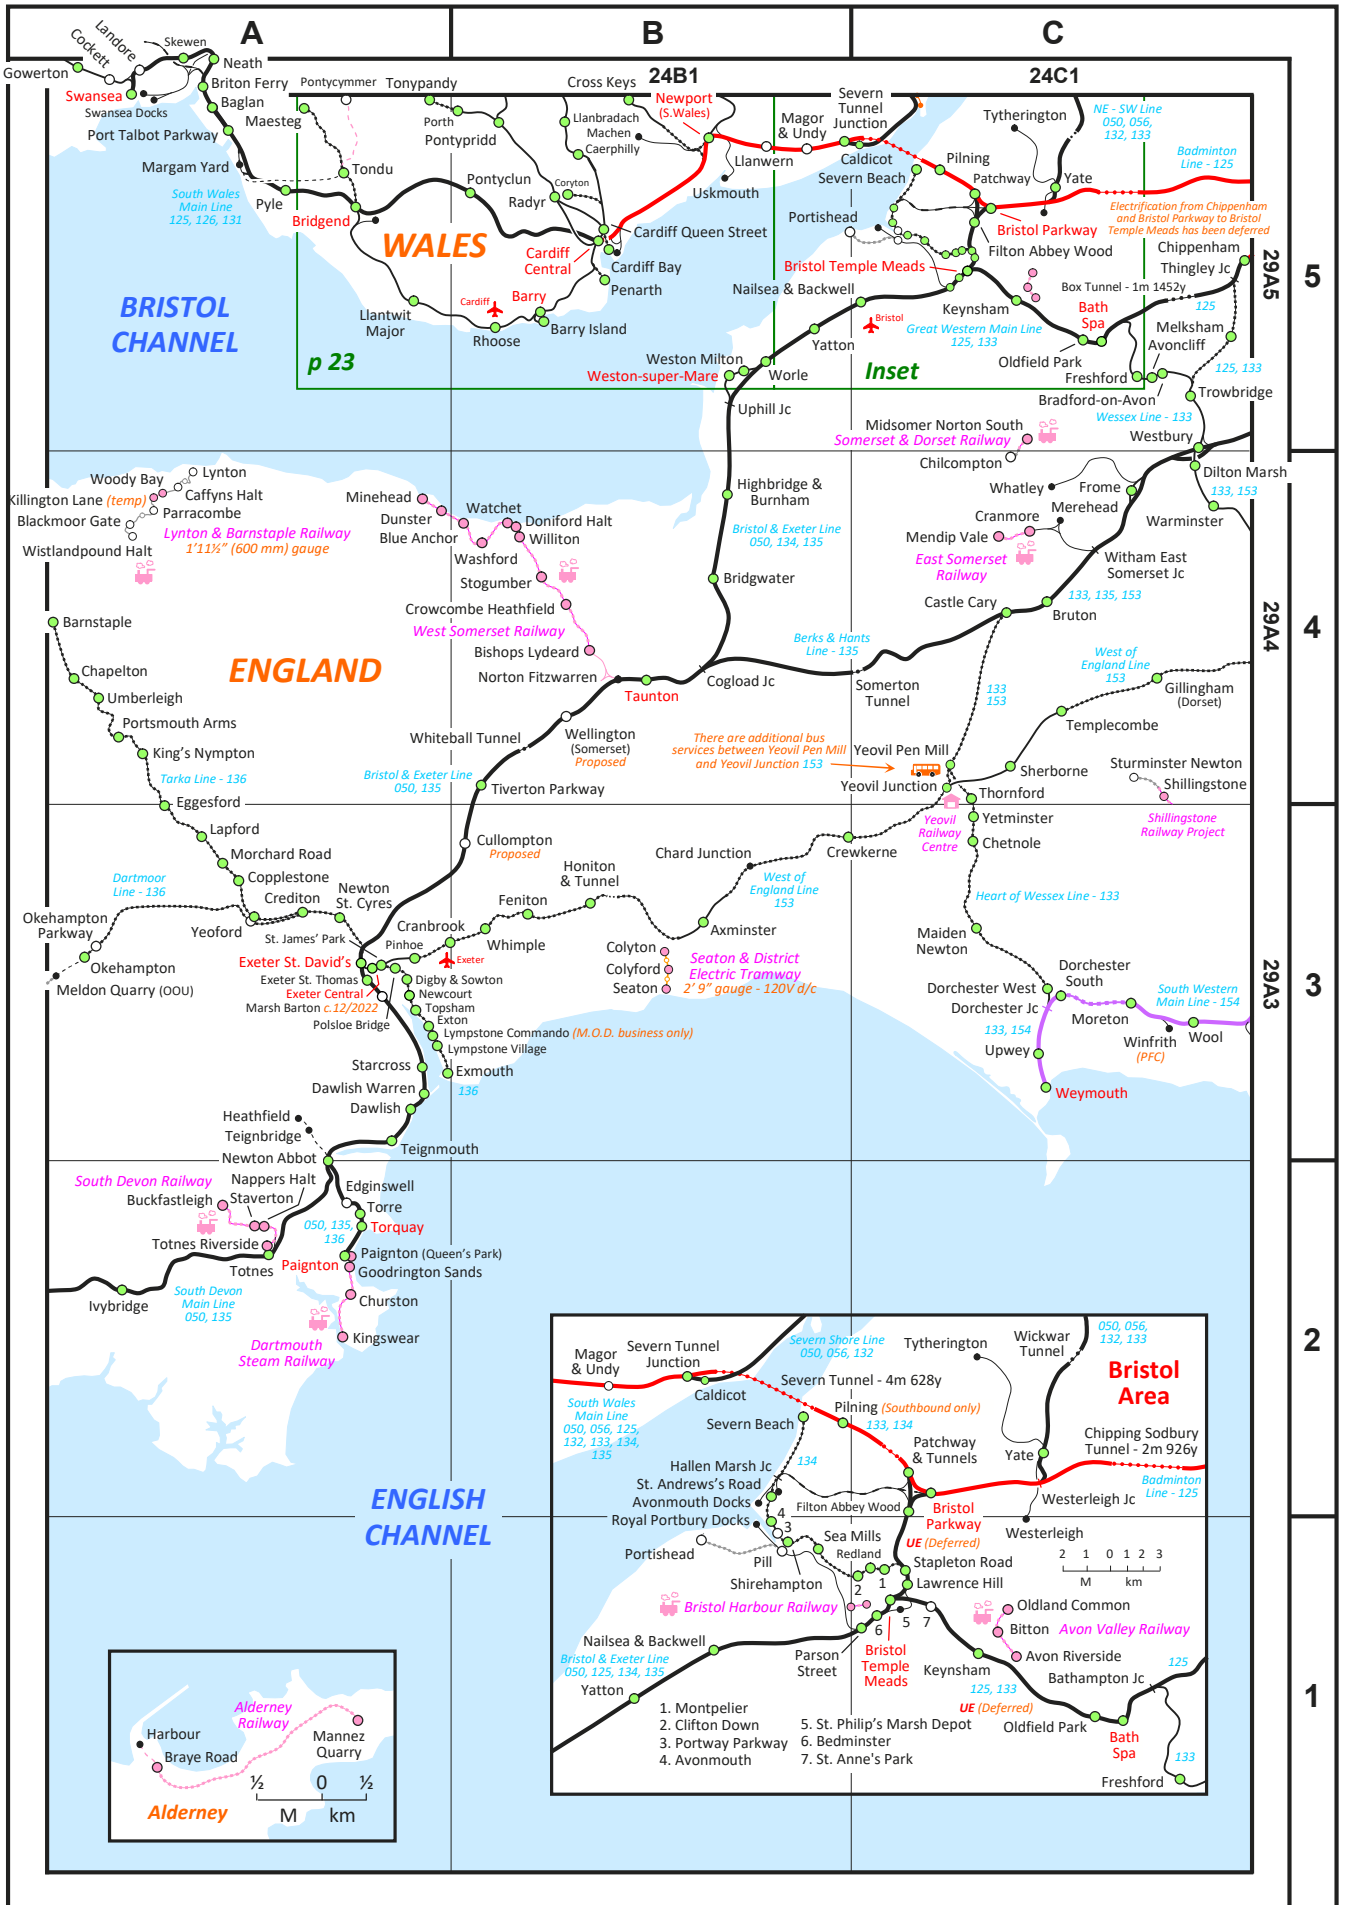 A
B
C
24B1
24C1
Skewen
Landore
Cockett
Gowerton
Swansea
Swansea Docks
Neath
Briton Ferry
Baglan
Port Talbot Parkway
Maesteg
Pontycymmer
Tonypandy
Porth
Pontypridd
Cross Keys
Llanbradach
Machen
Caerphilly
Newport
(S.Wales)
Magor
& Undy
Severn
Tunnel
Junction
Llanwern
Caldicot
Uskmouth
Severn Beach
Pilning
Patchway
Tytherington
NE - SW Line
050, 056,
132, 133
Badminton
Line - 125
Yate
Margam Yard
Tondu
South Wales
Main Line
125, 126, 131
Pyle
Bridgend
Pontyclun
Coryton
Radyr
WALES
Cardiff Queen Street
Cardiff
Central
Cardiff Bay
Penarth
Portishead
Bristol Parkway
Electrification from Chippenham
and Bristol Parkway to Bristol
Temple Meads has been deferred
Filton Abbey Wood
Chippenham
Thingley Jc
Bristol Temple Meads
Nailsea & Backwell
Box Tunnel - 1m 1452y
29A5
5
BRISTOL
CHANNEL
Cardiff
Barry
Llantwit
Major
Rhoose
Barry Island
Keynsham
Bath
Spa
125
Bristol
Great Western Main Line
125, 133
Melksham
Avoncliff
Yatton
Oldfield Park
p 23
Weston Milton
Weston-super-Mare
Worle
Inset
Freshford
125, 133
Uphill Jc
Bradford-on-Avon
Trowbridge
Wessex Line - 133
Midsomer Norton South
Somerset & Dorset Railway
Westbury
Chilcompton
Dilton Marsh
133, 153
Warminster
Lynton
Woody Bay
Killington Lane (temp)
Caffyns Halt
Blackmoor Gate
Parracombe
Wistlandpound Halt
Lynton & Barnstaple Railway
1'11½" (600 mm) gauge
Minehead
Dunster
Blue Anchor
Watchet
Doniford Halt
Williton
Washford
Stogumber
Crowcombe Heathfield
West Somerset Railway
Bishops Lydeard
Norton Fitzwarren
Highbridge &
Burnham
Bristol & Exeter Line
050, 134, 135
Bridgwater
Whatley
Frome
Merehead
Cranmore
Mendip Vale
East Somerset
Railway
Witham East
Somerset Jc
133, 135, 153
Castle Cary
Bruton
29A4
4
Barnstaple
Chapelton
Umberleigh
Portsmouth Arms
King's Nympton
Tarka Line - 136
Eggesford
ENGLAND
Taunton
Cogload Jc
Berks & Hants
Line - 135
Somerton
Tunnel
133
153
West of
England Line
153
Gillingham
(Dorset)
Templecombe
Wellington
(Somerset)
Proposed
Whiteball Tunnel
Bristol & Exeter Line
050, 135
Tiverton Parkway
There are additional bus
services between Yeovil Pen Mill
and Yeovil Junction 153
Yeovil Pen Mill
Yeovil Junction
Sherborne
Thornford
Sturminster Newton
Shillingstone
Shillingstone
Railway Project
Yeovil
Railway
Centre
Yetminster
Chetnole
Lapford
Morchard Road
Copplestone
Dartmoor
Line - 136
Crediton
Newton
St. Cyres
Okehampton
Parkway
Yeoford
Okehampton
Meldon Quarry (OOU)
Cullompton
Proposed
Honiton
& Tunnel
Feniton
Cranbrook
Whimple
Chard Junction
Crewkerne
West of
England Line
153
Axminster
Heart of Wessex Line - 133
Maiden
Newton
St. James' Park
Pinhoe
Exeter
Exeter St. David's
Exeter St. Thomas
Exeter Central
Marsh Barton c.12/2022
Polsloe Bridge
Digby & Sowton
Newcourt
Topsham
Exton
Lympstone Commando (M.O.D. business only)
Lympstone Village
Exmouth
136
Colyton
Colyford
Seaton
Seaton & District
Electric Tramway
2' 9" gauge - 120V d/c
Dorchester
South
Dorchester West
Dorchester Jc
South Western
Main Line - 154
Moreton
133, 154
Winfrith
(PFC)
Wool
Upwey
Weymouth
29A3
3
Starcross
Dawlish Warren
Dawlish
Heathfield
Teignbridge
Teignmouth
Newton Abbot
South Devon Railway
Nappers Halt
Buckfastleigh
Staverton
Edginswell
Torre
050, 135,
136
Torquay
Totnes Riverside
Totnes
Paignton
Paignton (Queen's Park)
Goodrington Sands
Ivybridge
South Devon
Main Line
050, 135
Churston
Dartmouth
Steam Railway
Kingswear
2
ENGLISH
CHANNEL
Magor
& Undy
Severn Tunnel
Junction
Caldicot
Severn Shore Line
050, 056, 132
Tytherington
Wickwar
Tunnel
050, 056,
132, 133
Bristol
Area
South Wales
Main Line
050, 056, 125,
132, 133, 134,
135
Severn Tunnel - 4m 628y
Pilning (Southbound only)
133, 134
Severn Beach
Patchway
& Tunnels
Yate
Chipping Sodbury
Tunnel - 2m 926y
Badminton
Line - 125
Hallen Marsh Jc
134
St. Andrews's Road
Avonmouth Docks
Royal Portbury Docks
Filton Abbey Wood
Bristol
Parkway
UE (Deferred)
Westerleigh Jc
Westerleigh
4
3
Sea Mills
Portishead
Pill
Redland
Stapleton Road
Shirehampton
1
2
Lawrence Hill
2 1 0 1 2 3
M km
Bristol Harbour Railway
6
5
7
Oldland Common
Bitton
Avon Valley Railway
Avon Riverside
Nailsea & Backwell
Parson
Street
Bristol
Temple
Meads
Keynsham
Bristol & Exeter Line
050, 125, 134, 135
Yatton
125, 133
UE (Deferred)
Bathampton Jc
125
Oldfield Park
Bath
Spa
133
Freshford
1. Montpelier
2. Clifton Down
3. Portway Parkway
4. Avonmouth
5. St. Philip's Marsh Depot
6. Bedminster
7. St. Anne's Park
1
Alderney
Railway
Harbour
Braye Road
Mannez
Quarry
½ 0 ½
M km
Alderney